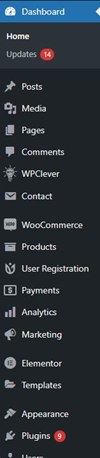 Dashboard
Home
Updates 14
Posts
Media
Pages
Comments
WPClever
Contact
WooCommerce
Products
User Registration
Payments
Analytics
Marketing
Elementor
Templates
Appearance
Plugins 9
Users